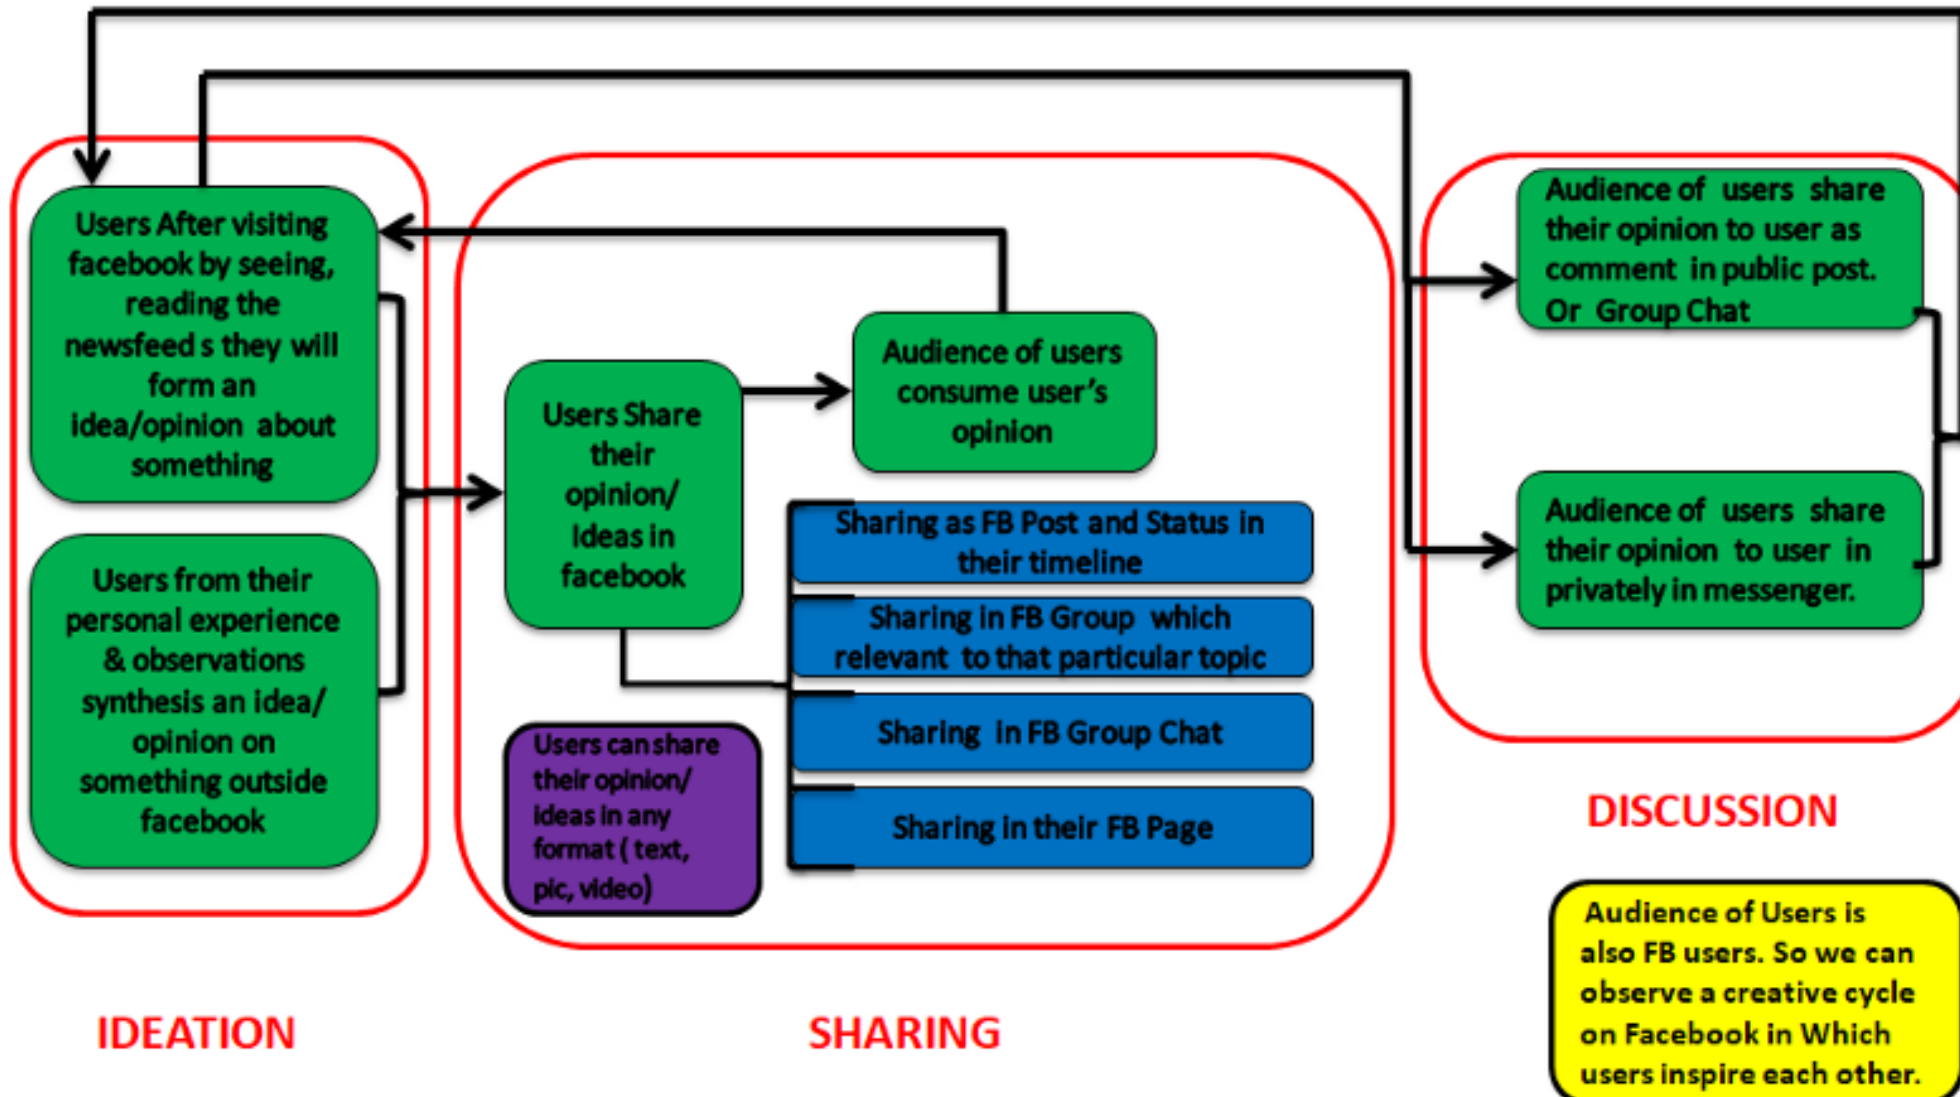 Users After visiting
facebook by seeing,
reading the
newsfeed s they will
form an
idea/opinion about
something
Users from their
personal experience
& observations
synthesis an idea/
opinion on
something outside
facebook
IDEATION
Users Share
their
opinion/
Ideas in
facebook
Audience of users
consume user's
opinion
Sharing as FB Post and Status in
their timeline
Sharing in FB Group which
relevant to that particular topic
Sharing in FB Group Chat
Sharing in their FB Page
Users can share
their opinion/
ideas in any
format ( text,
pic, video)
SHARING
Audience of users share
their opinion to user as
comment in public post.
Or Group Chat
Audience of users share
their opinion to user in
privately in messenger.
DISCUSSION
Audience of Users is
also FB users. So we can
observe a creative cycle
on Facebook in Which
users inspire each other.